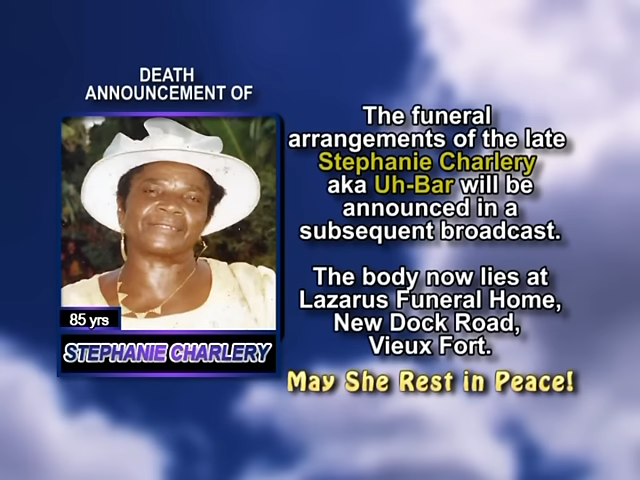 DEATH
ANNOUNCEMENT OF
85 yrs
STEPHANIE CHARLERY
The funeral
arrangements of the late
Stephanie Charlery
aka Uh-Bar will be
announced in a
subsequent broadcast.
The body now lies at
Lazarus Funeral Home,
New Dock Road,
Vieux Fort.
May She Rest in Peace!